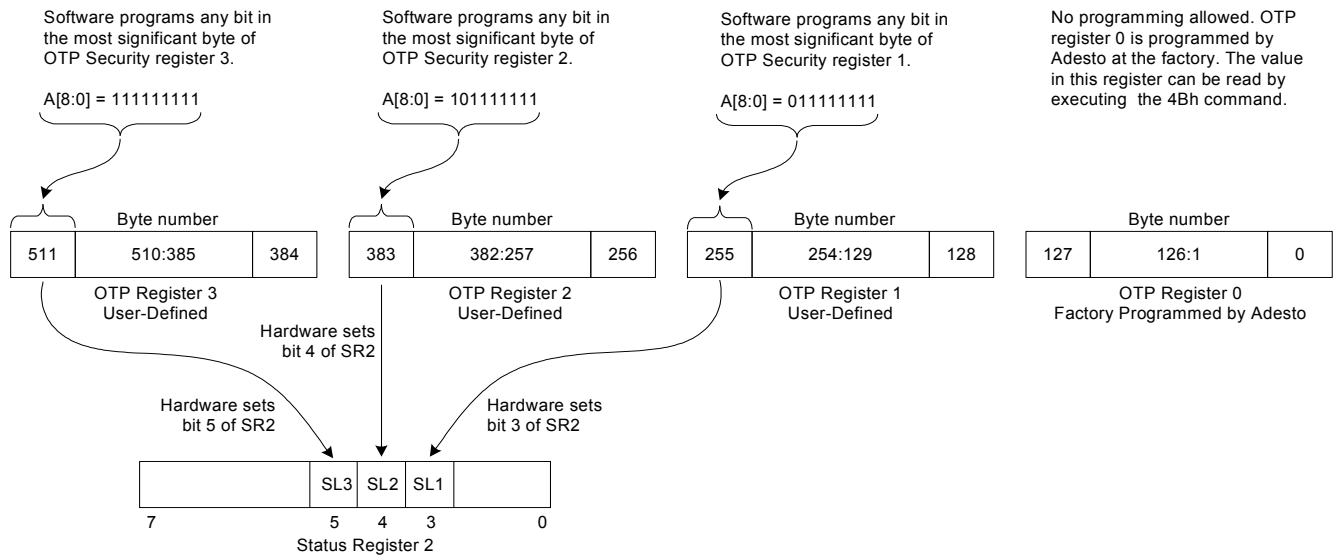 Software programs any bit in
the most significant byte of
OTP Security register 3.
A[8:0] = 111111111
Software programs any bit in
the most significant byte of
OTP Security register 2.
A[8:0] = 101111111
Software programs any bit in
the most significant byte of
OTP Security register 1.
A[8:0] = 011111111
No programming allowed. OTP
register 0 is programmed by
Adesto at the factory. The value
in this register can be read by
executing the 4Bh command.
Byte number
511 510:385 384
OTP Register 3
User-Defined
Byte number
383 382:257 256
OTP Register 2
User-Defined
Byte number
255 254:129 128
OTP Register 1
User-Defined
Byte number
127 126:1 0
OTP Register 0
Factory Programmed by Adesto
Hardware sets
bit 4 of SR2
Hardware sets
bit 5 of SR2
Hardware sets
bit 3 of SR2
SL3 SL2 SL1
7 5 4 3 0
Status Register 2